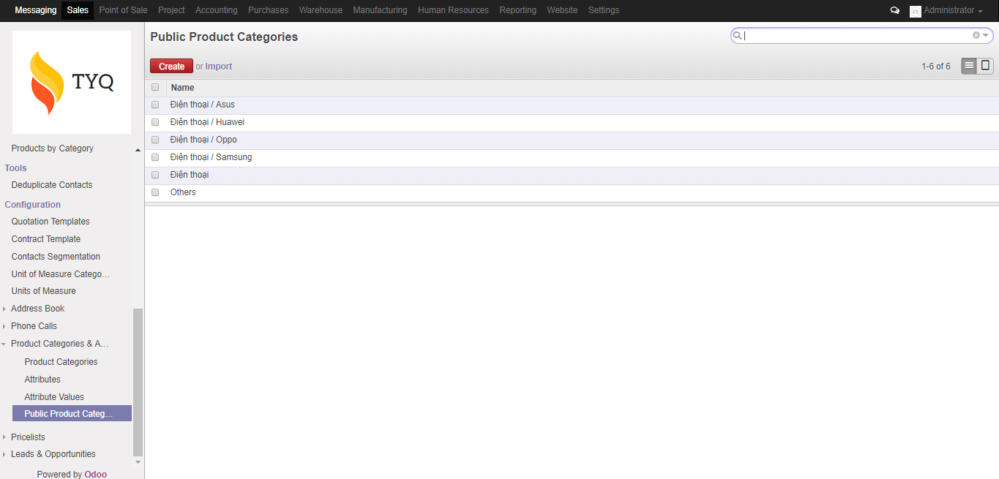 Messaging Sales Point of Sale Project Accounting Purchases Warehouse Manufacturing Human Resources Reporting Website Settings Administrator
TYQ
Products by Category
Tools
Deduplicate Contacts
Configuration
Quotation Templates
Contract Template
Contacts Segmentation
Unit of Measure Catego...
Units of Measure
Address Book
Phone Calls
Product Categories & A...
Product Categories
Attributes
Attribute Values
Public Product Categ...
Pricelists
Leads & Opportunities
Powered by Odoo
Public Product Categories
Create or Import
1-6 of 6
Name
Điện thoại / Asus
Điện thoại / Huawei
Điện thoại / Oppo
Điện thoại / Samsung
Điện thoại
Others